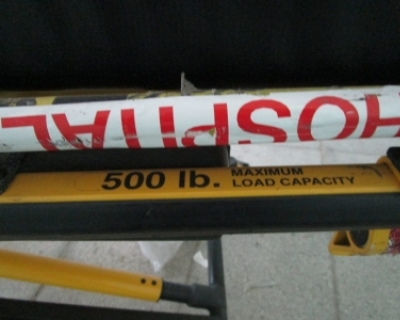 HOSPITAL
500 lb. MAXIMUM
LOAD CAPACITY